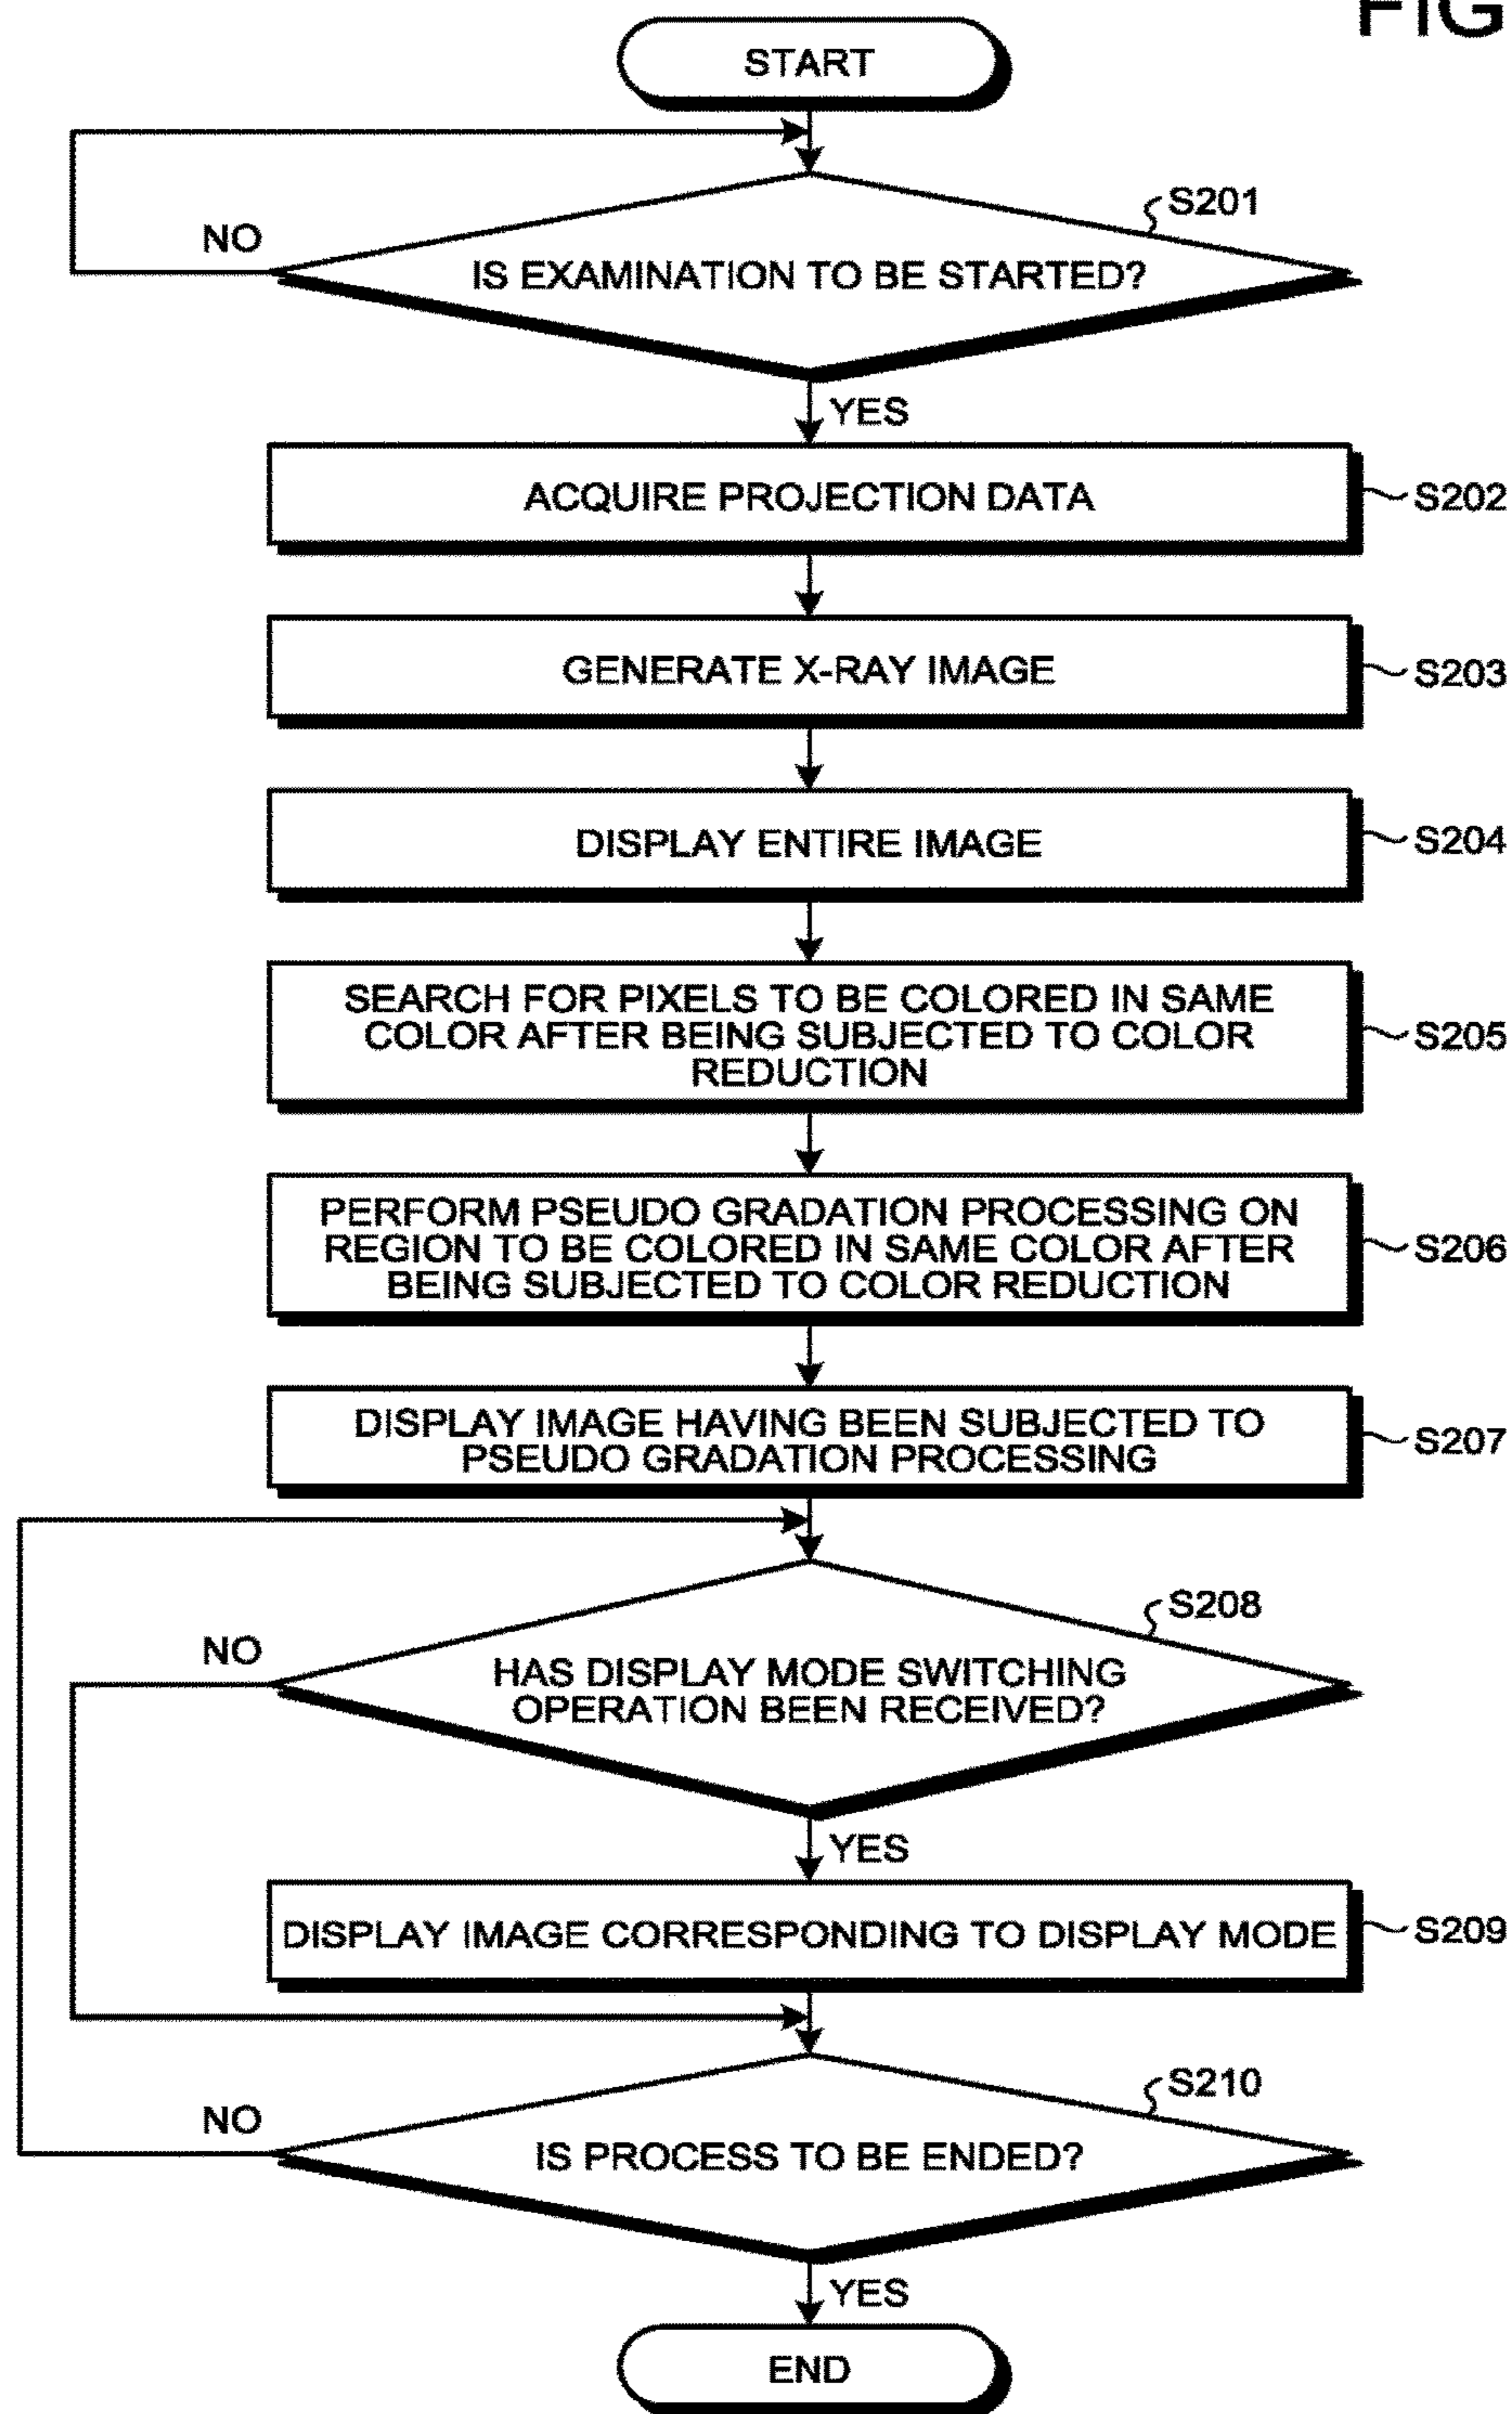 FIG
START
S201
NO
IS EXAMINATION TO BE STARTED?
YES
ACQUIRE PROJECTION DATA
S202
GENERATE X-RAY IMAGE
S203
DISPLAY ENTIRE IMAGE
S204
SEARCH FOR PIXELS TO BE COLORED IN SAME
COLOR AFTER BEING SUBJECTED TO COLOR
REDUCTION
S205
PERFORM PSEUDO GRADATION PROCESSING ON
REGION TO BE COLORED IN SAME COLOR AFTER
BEING SUBJECTED TO COLOR REDUCTION
S206
DISPLAY IMAGE HAVING BEEN SUBJECTED TO
PSEUDO GRADATION PROCESSING
S207
S208
NO
HAS DISPLAY MODE SWITCHING
OPERATION BEEN RECEIVED?
YES
DISPLAY IMAGE CORRESPONDING TO DISPLAY MODE
S209
S210
NO
IS PROCESS TO BE ENDED?
YES
END